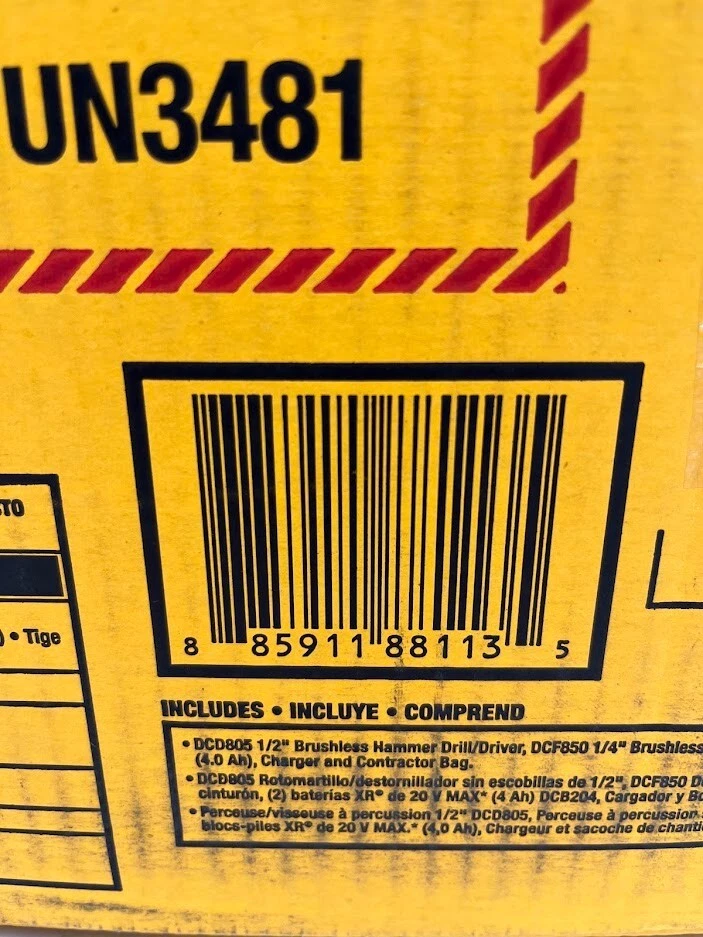 UN3481
) • Tige
8 85911 88113 5
INCLUDES • INCLUYE • COMPREND
• DCD805 1/2" Brushless Hammer Drill/Driver, DCF850 1/4" Brushless
(4.0 Ah), Charger and Contractor Bag.
• DCD805 Rotomartillo/destornillador sin escobillas de 1/2", DCF850 D
cinturón, (2) baterías XR® de 20 V MAX* (4 Ah) DCB204, Cargador y Bo
• Perceuse/visseuse à percussion 1/2" DCD805, Perceuse à percussion
blocs-piles XR® de 20 V MAX.* (4,0 Ah), Chargeur et sacoche de chanti